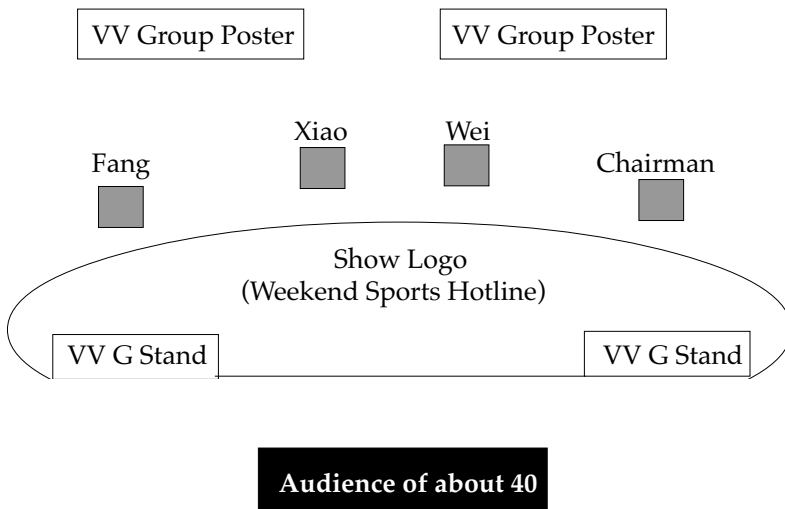 VV Group Poster
VV Group Poster
Xiao
Wei
Fang
Chairman
Show Logo
(Weekend Sports Hotline)
VV G Stand
VV G Stand
Audience of about 40